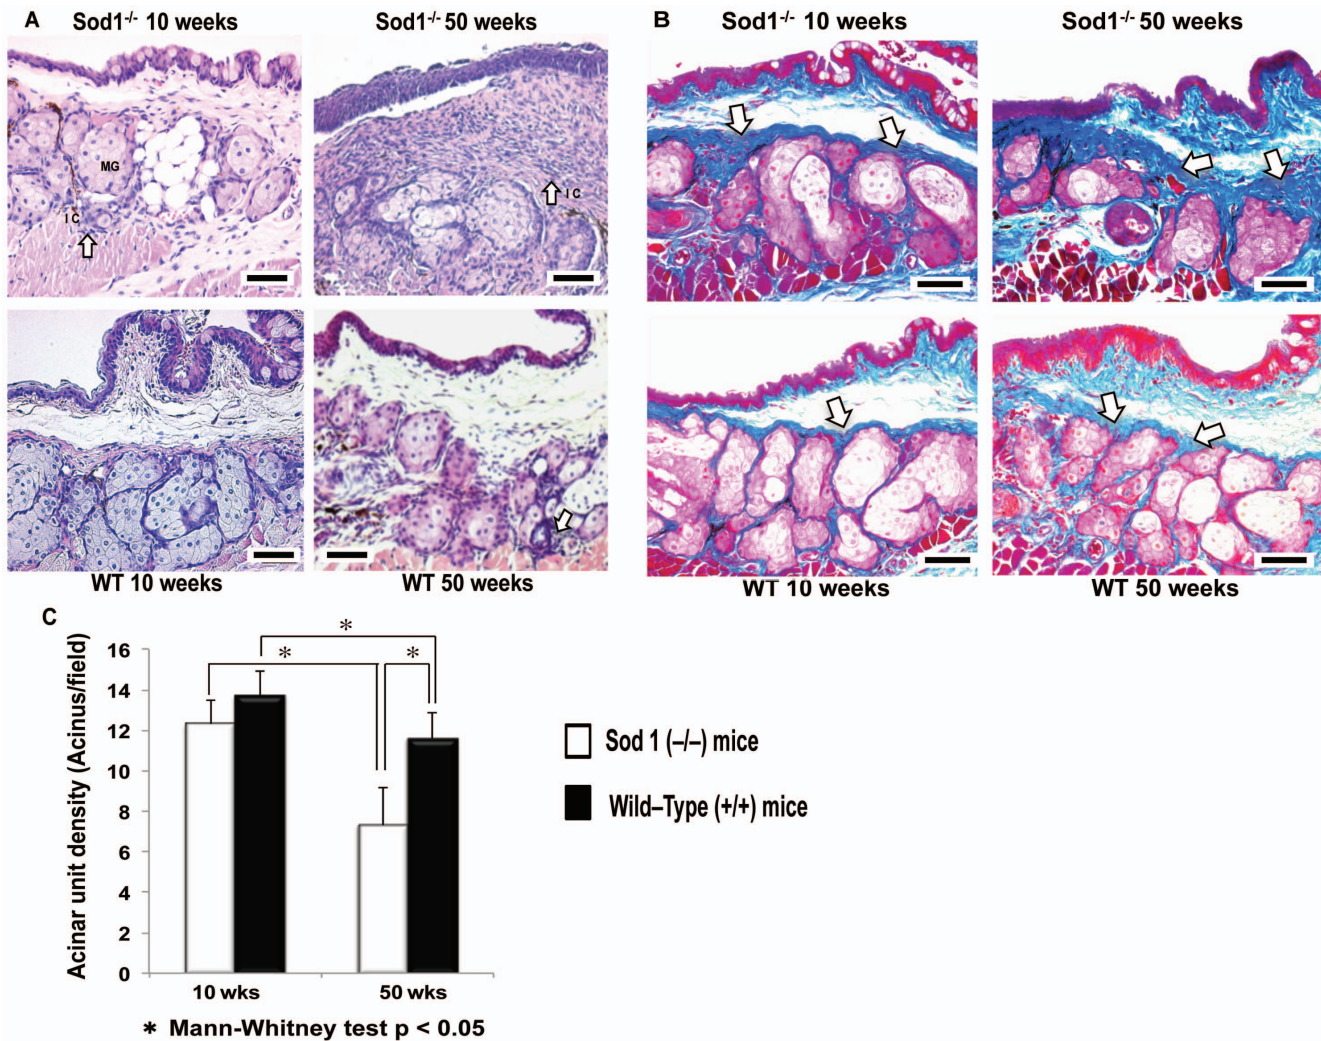 A
Sod1-/- 10 weeks
Sod1-/- 50 weeks
MG
I C
I C
WT 10 weeks
WT 50 weeks
B
Sod1-/- 10 weeks
Sod1-/- 50 weeks
WT 10 weeks
WT 50 weeks
C
Acinar unit density (Acinus/field)
16
14
12
10
8
6
4
2
0
*
*
*
10 wks
50 wks
* Mann-Whitney test p < 0.05
Sod 1 (–/–) mice
Wild–Type (+/+) mice